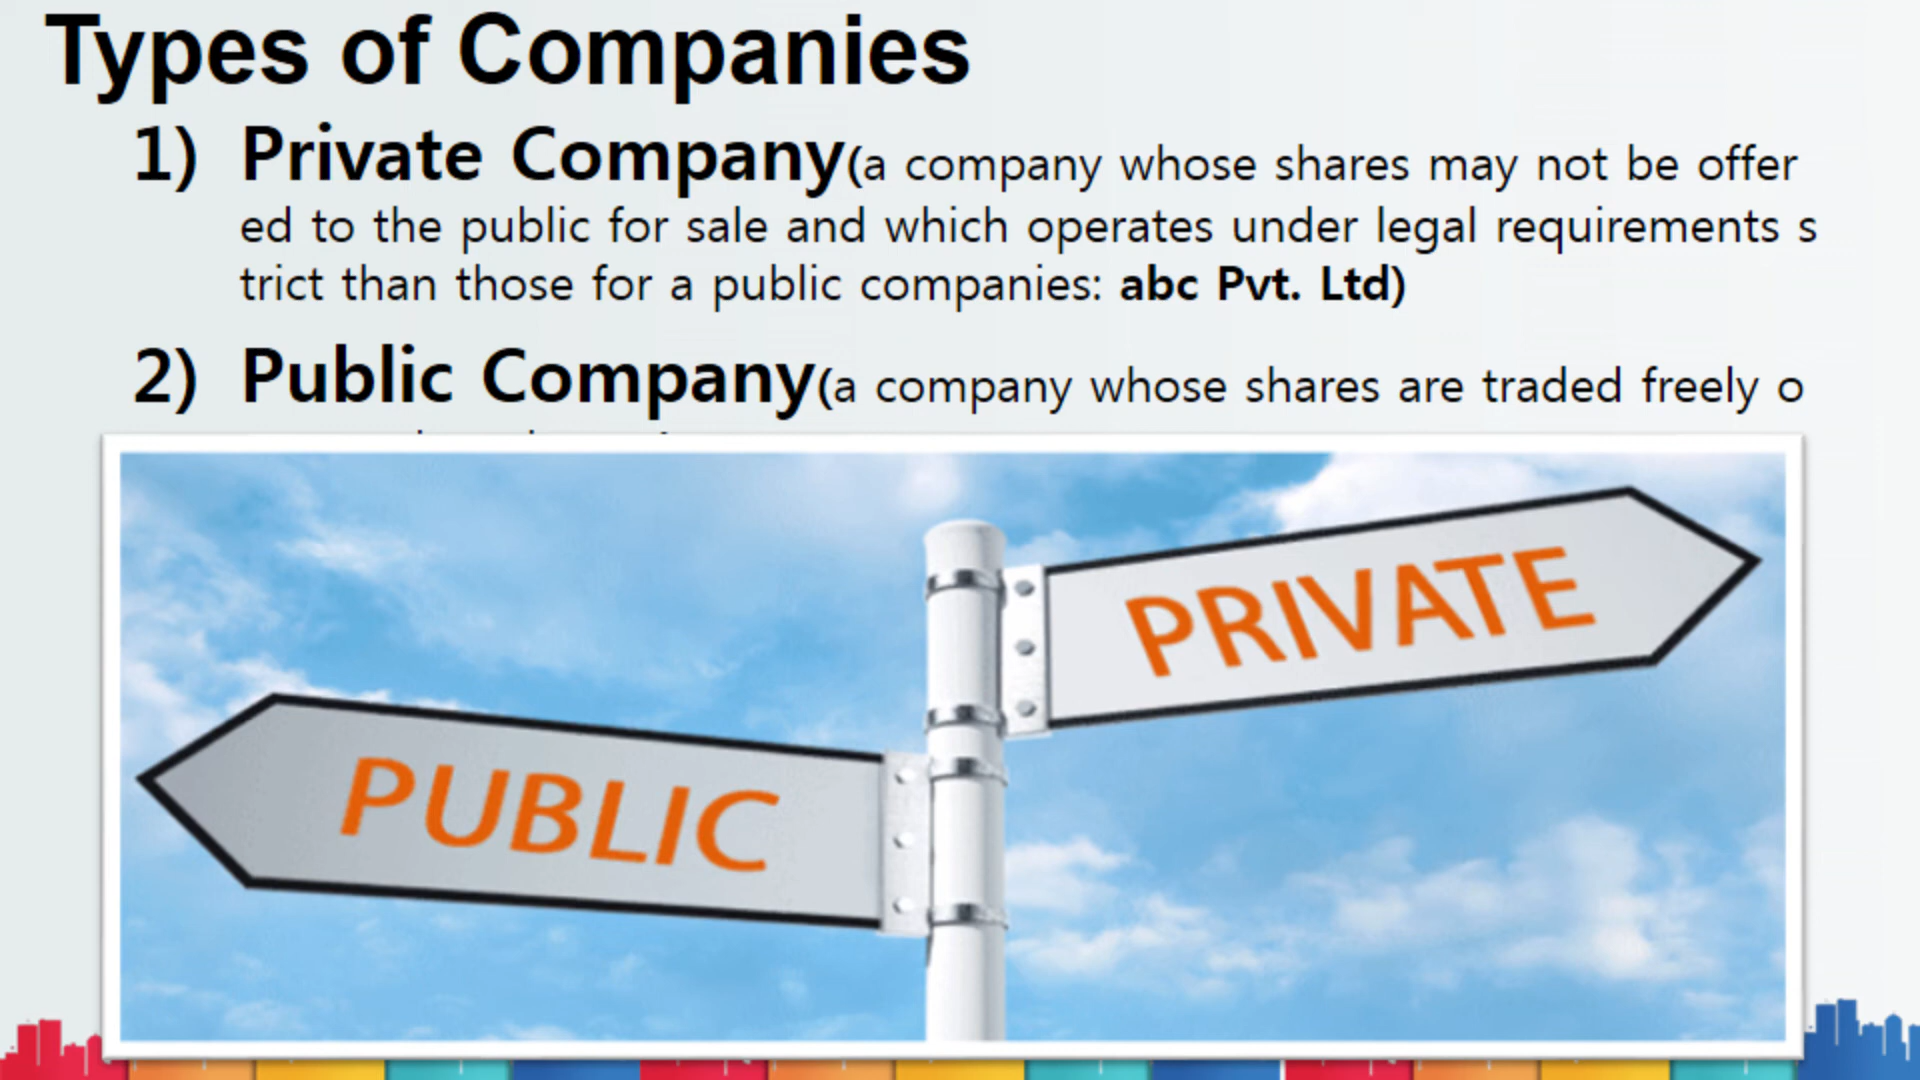 Types of Companies
1) Private Company(a company whose shares may not be offer
ed to the public for sale and which operates under legal requirements s
trict than those for a public companies: abc Pvt. Ltd)
2) Public Company(a company whose shares are traded freely o
PRIVATE
PUBLIC